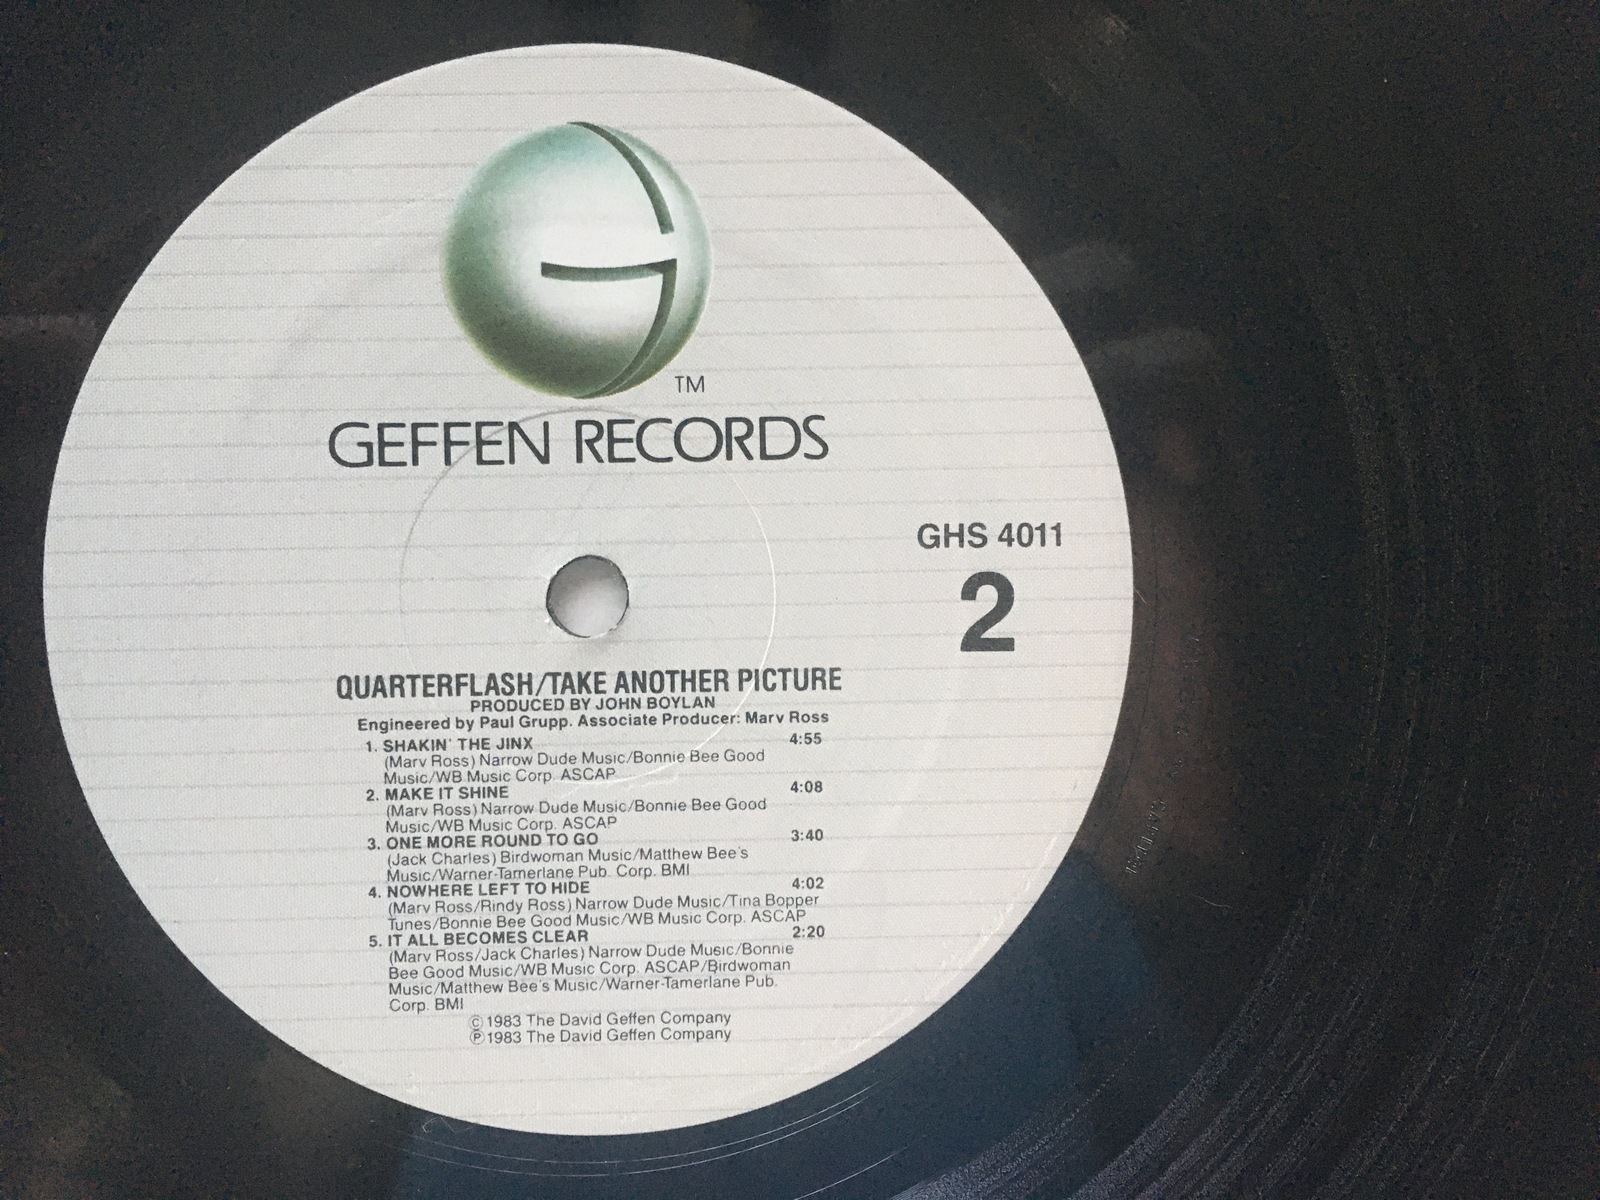 TM
GEFFEN RECORDS
GHS 4011
2
QUARTERFLASH/TAKE ANOTHER PICTURE
PRODUCED BY JOHN BOYLAN
Engineered by Paul Grupp. Associate Producer: Marv Ross
1. SHAKIN' THE JINX 4:55
(Marv Ross) Narrow Dude Music/Bonnie Bee Good
Music/WB Music Corp. ASCAP
2. MAKE IT SHINE 4:08
(Marv Ross) Narrow Dude Music/Bonnie Bee Good
Music/WB Music Corp. ASCAP
3. ONE MORE ROUND TO GO 3:40
(Jack Charles) Birdwoman Music/Matthew Bee's
Music/Warner-Tamerlane Pub. Corp. BMI
4. NOWHERE LEFT TO HIDE 4:02
(Marv Ross/Rindy Ross) Narrow Dude Music/Tina Bopper
Tunes/Bonnie Bee Good Music/WB Music Corp. ASCAP
5. IT ALL BECOMES CLEAR 2:20
(Marv Ross/Jack Charles) Narrow Dude Music/Bonnie
Bee Good Music/WB Music Corp. ASCAP/Birdwoman
Music/Matthew Bee's Music/Warner-Tamerlane Pub.
Corp. BMI
© 1983 The David Geffen Company
℗ 1983 The David Geffen Company